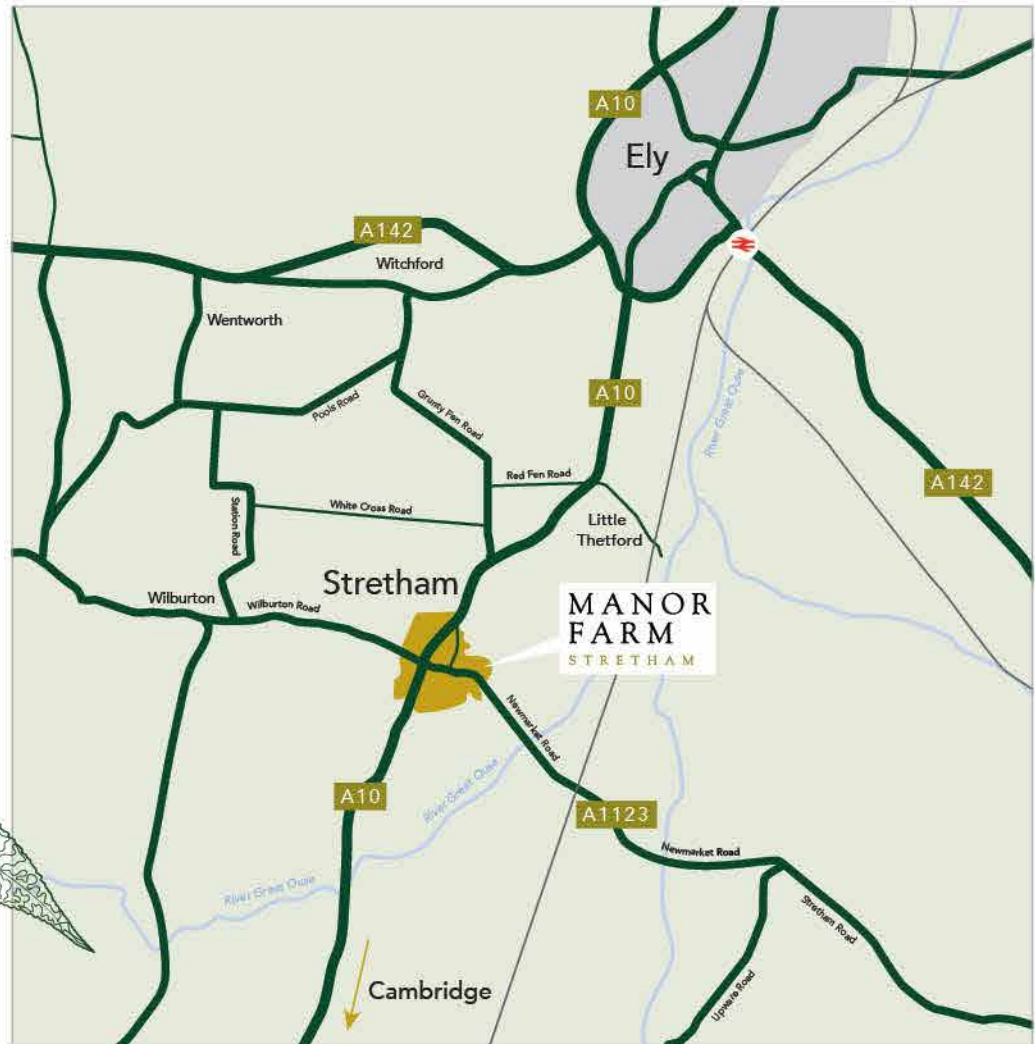 A10
Ely
A142
Witchford
Wentworth
River Great Ouse
A10
Pools Road
Grunty Fen Road
Red Fen Road
A142
Station Road
White Cross Road
Little
Thetford
Stretham
MANOR
FARM
STRETHAM
Wilburton
Wilburton Road
Newmarket Road
River Great Ouse
A10
A1123
Newmarket Road
River Great Ouse
Stretham Road
Upware Road
Cambridge